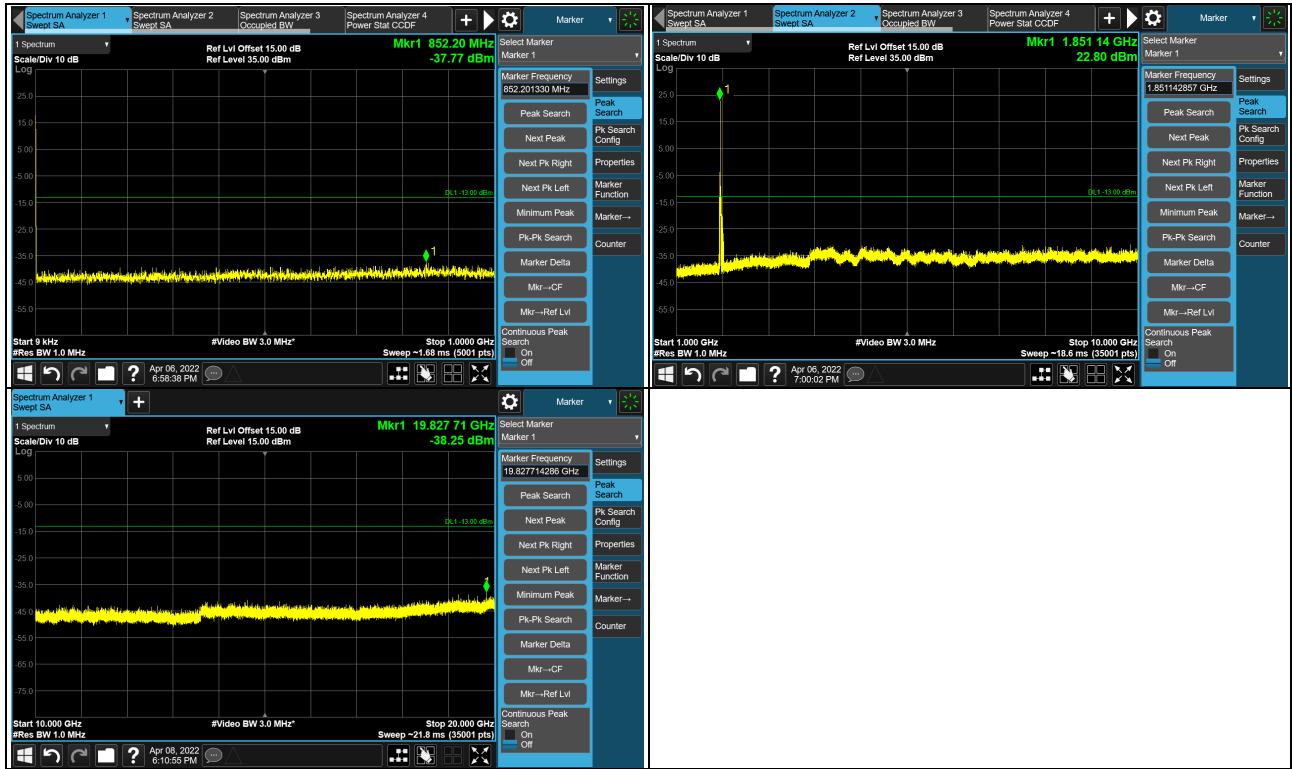 Spectrum Analyzer 1
Swept SA
Spectrum Analyzer 2
Swept SA
Spectrum Analyzer 3
Occupied BW
Spectrum Analyzer 4
Power Stat CCDF
+
Marker
1 Spectrum
Scale/Div 10 dB
Log
Ref Lvl Offset 15.00 dB
Ref Level 35.00 dBm
Mkr1 852.20 MHz
-37.77 dBm
25.0
15.0
5.00
-5.00
-15.0
-25.0
-35.0
-45.0
-55.0
DL1 -13.00 dBm
1
Start 9 kHz
#Res BW 1.0 MHz
#Video BW 3.0 MHz*
Stop 1.0000 GHz
Sweep ~1.68 ms (5001 pts)
Select Marker
Marker 1
Marker Frequency
852.201330 MHz
Peak Search
Next Peak
Next Pk Right
Next Pk Left
Minimum Peak
Pk-Pk Search
Marker Delta
Mkr→CF
Mkr→Ref Lvl
Continuous Peak
Search
On
Off
Settings
Peak
Search
Pk Search
Config
Properties
Marker
Function
Marker→
Counter
?
Apr 06, 2022
6:58:38 PM
Spectrum Analyzer 1
Swept SA
Spectrum Analyzer 2
Swept SA
Spectrum Analyzer 3
Occupied BW
Spectrum Analyzer 4
Power Stat CCDF
+
Marker
1 Spectrum
Scale/Div 10 dB
Log
Ref Lvl Offset 15.00 dB
Ref Level 35.00 dBm
Mkr1 1.851 14 GHz
22.80 dBm
25.0
15.0
5.00
-5.00
-15.0
-25.0
-35.0
-45.0
-55.0
DL1 -13.00 dBm
1
Start 1.000 GHz
#Res BW 1.0 MHz
#Video BW 3.0 MHz
Stop 10.000 GHz
Sweep ~18.6 ms (35001 pts)
Select Marker
Marker 1
Marker Frequency
1.851142857 GHz
Peak Search
Next Peak
Next Pk Right
Next Pk Left
Minimum Peak
Pk-Pk Search
Marker Delta
Mkr→CF
Mkr→Ref Lvl
Continuous Peak
Search
On
Off
Settings
Peak
Search
Pk Search
Config
Properties
Marker
Function
Marker→
Counter
?
Apr 06, 2022
7:00:02 PM
Spectrum Analyzer 1
Swept SA
+
Marker
1 Spectrum
Scale/Div 10 dB
Log
Ref Lvl Offset 15.00 dB
Ref Level 15.00 dBm
Mkr1 19.827 71 GHz
-38.25 dBm
5.00
-5.00
-15.0
-25.0
-35.0
-45.0
-55.0
-65.0
-75.0
DL1 -13.00 dBm
1
Start 10.000 GHz
#Res BW 1.0 MHz
#Video BW 3.0 MHz*
Stop 20.000 GHz
Sweep ~21.8 ms (35001 pts)
Select Marker
Marker 1
Marker Frequency
19.827714286 GHz
Peak Search
Next Peak
Next Pk Right
Next Pk Left
Minimum Peak
Pk-Pk Search
Marker Delta
Mkr→CF
Mkr→Ref Lvl
Continuous Peak
Search
On
Off
Settings
Peak
Search
Pk Search
Config
Properties
Marker
Function
Marker→
Counter
?
Apr 08, 2022
6:10:55 PM